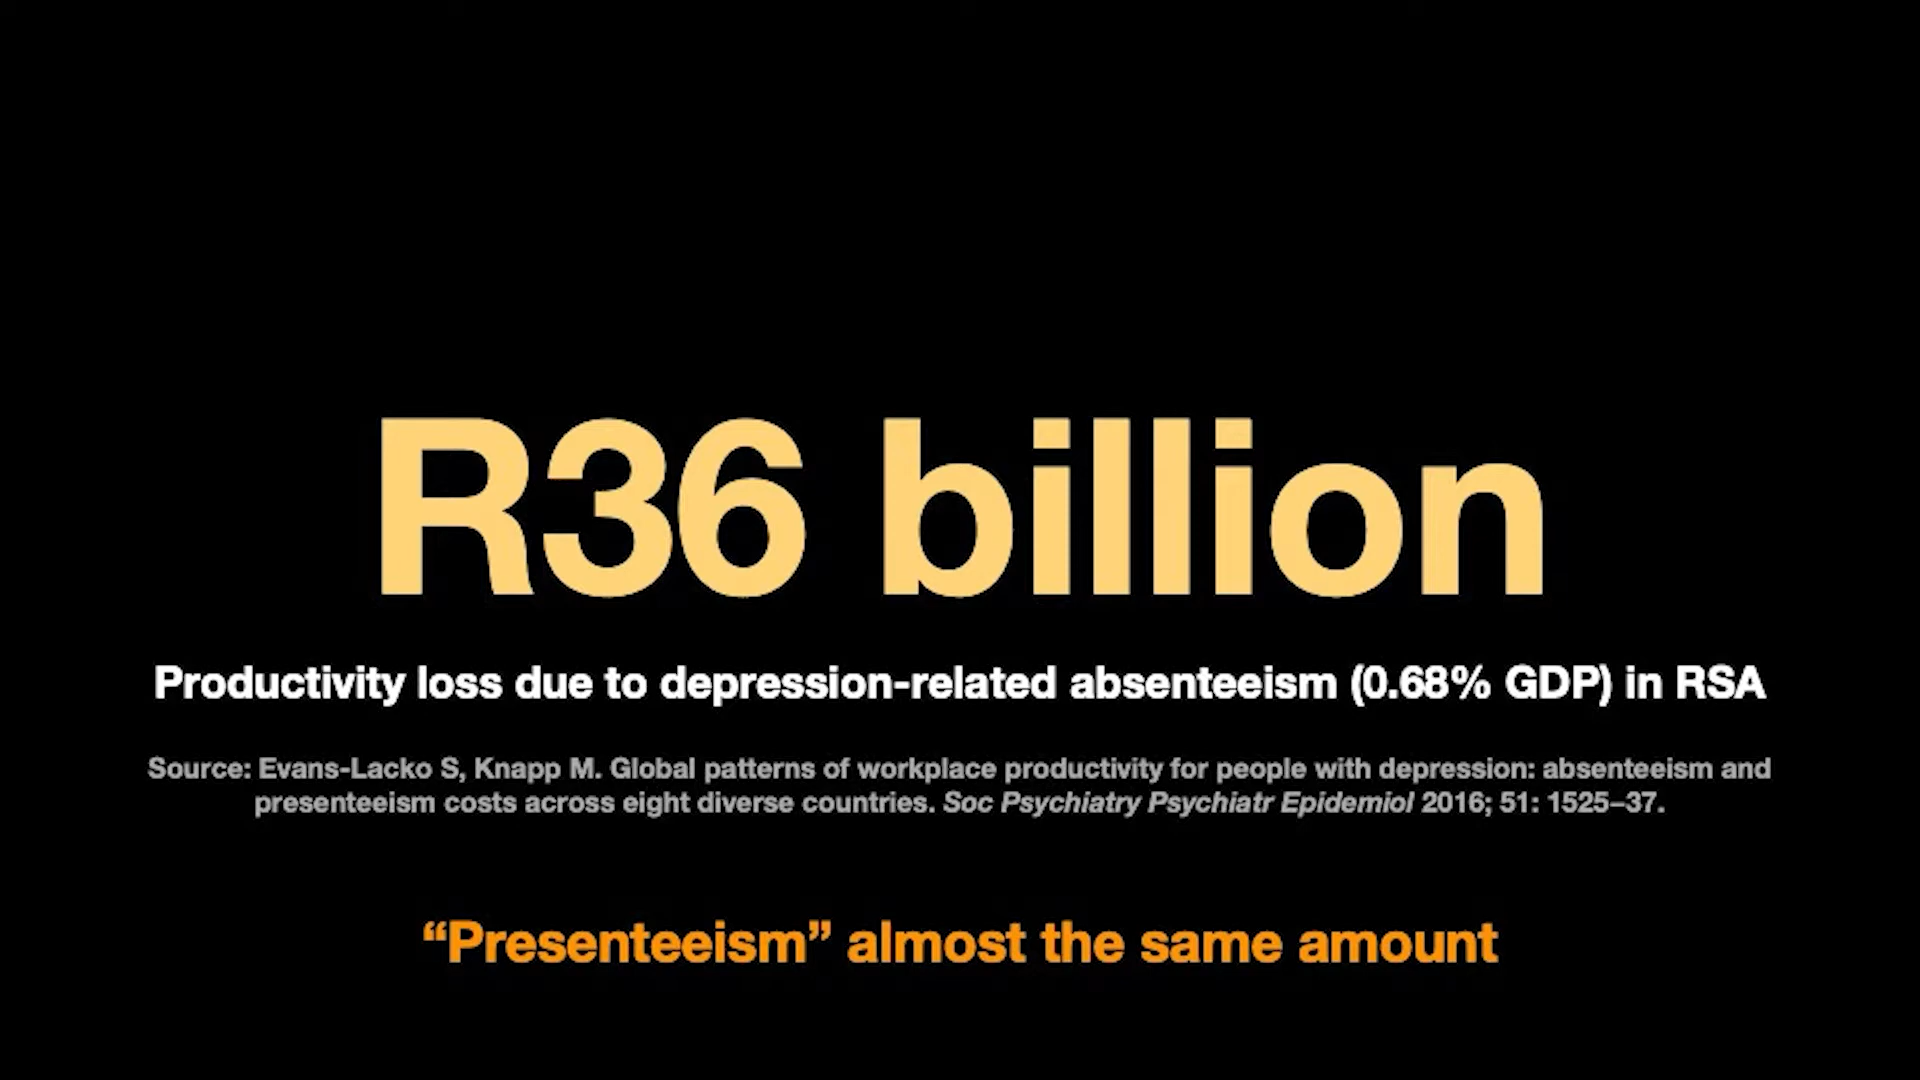 R36 billion
Productivity loss due to depression-related absenteeism (0.68% GDP) in RSA
Source: Evans-Lacko S, Knapp M. Global patterns of workplace productivity for people with depression: absenteeism and
presenteeism costs across eight diverse countries. Soc Psychiatry Psychiatr Epidemiol 2016; 51: 1525–37.
“Presenteeism” almost the same amount